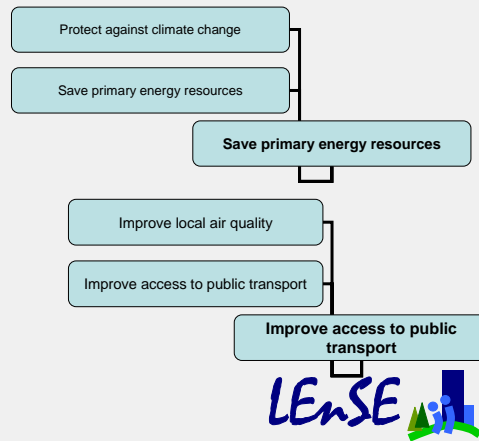 Protect against climate change
Save primary energy resources
Save primary energy resources
Improve local air quality
Improve access to public transport
Improve access to public
transport
LEnSE